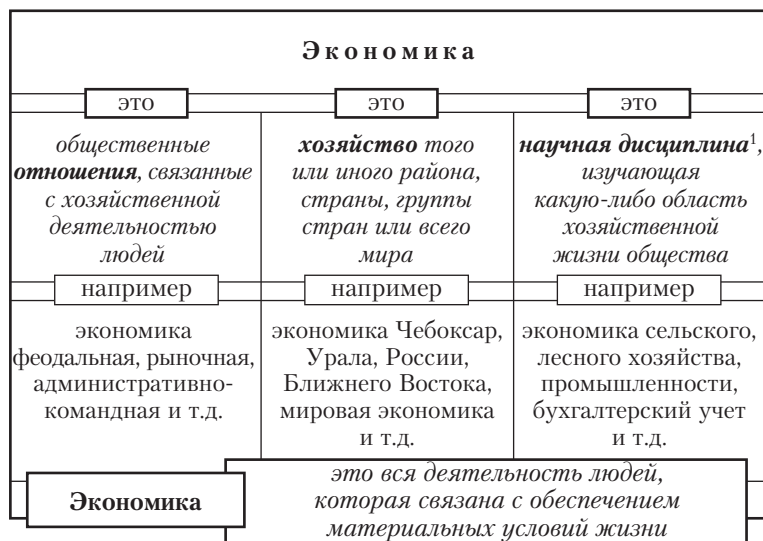 Экономика
это
это
это
общественные
отношения, связанные
с хозяйственной
деятельностью
людей
хозяйство того
или иного района,
страны, группы
стран или всего
мира
научная дисциплина¹,
изучающая
какую-либо область
хозяйственной
жизни общества
например
например
например
экономика
феодальная, рыночная,
административно-
командная и т.д.
экономика Чебоксар,
Урала, России,
Ближнего Востока,
мировая экономика
и т.д.
экономика сельского,
лесного хозяйства,
промышленности,
бухгалтерский учет
и т.д.
Экономика
это вся деятельность людей,
которая связана с обеспечением
материальных условий жизни